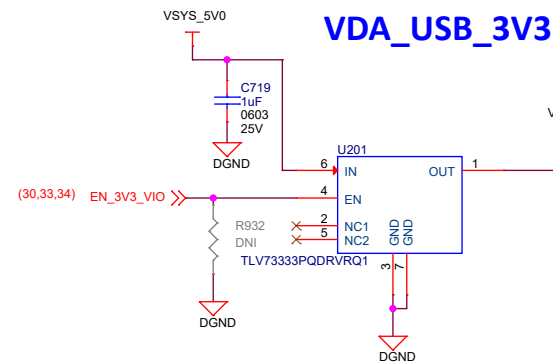 VSYS_5V0
VDA_USB_3V3
C719
1uF
0603
25V
DGND
V
U201
6 IN
OUT 1
(30,33,34) EN_3V3_VIO
4 EN
R932
DNI
2 NC1
5 NC2
GND
GND
TLV73333PQDRVRQ1
3
7
DGND
DGND